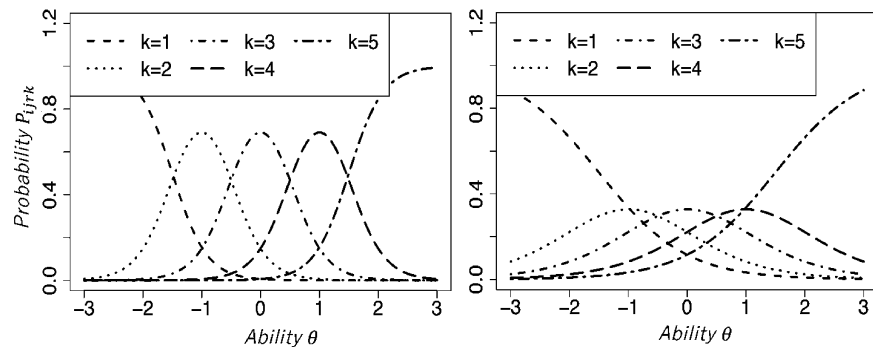 k=1 k=3 k=5
k=2 k=4
Probability P_ijrk
1.2
0.8
0.4
0.0
−3 −2 −1 0 1 2 3
Ability θ
k=1 k=3 k=5
k=2 k=4
1.2
0.8
0.4
0.0
−3 −2 −1 0 1 2 3
Ability θ